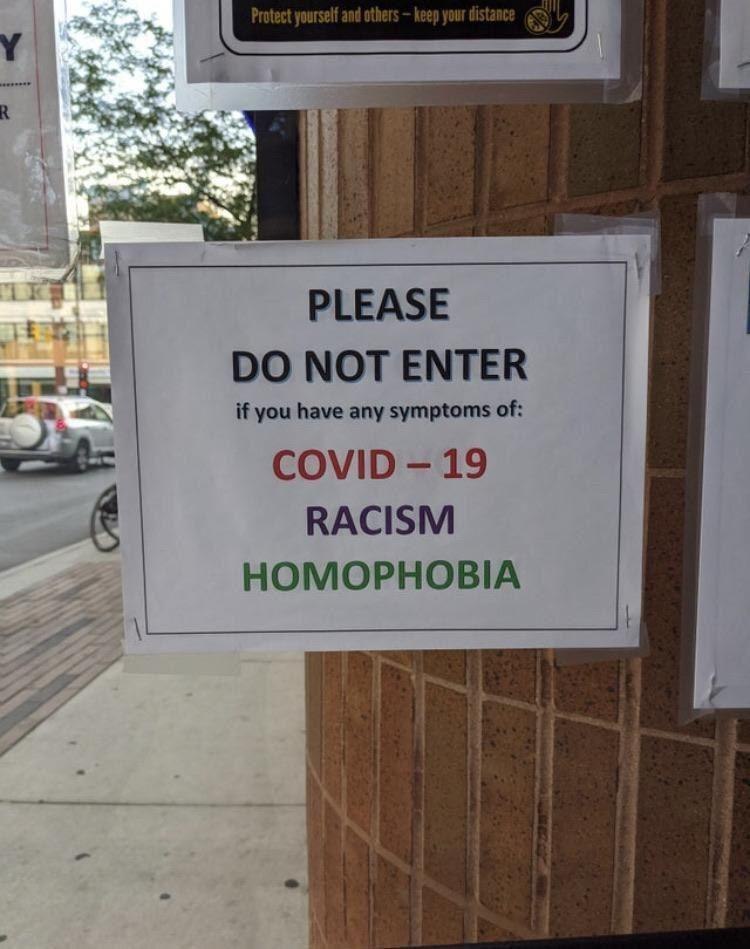 Protect yourself and others – keep your distance
Y
R
PLEASE
DO NOT ENTER
if you have any symptoms of:
COVID – 19
RACISM
HOMOPHOBIA